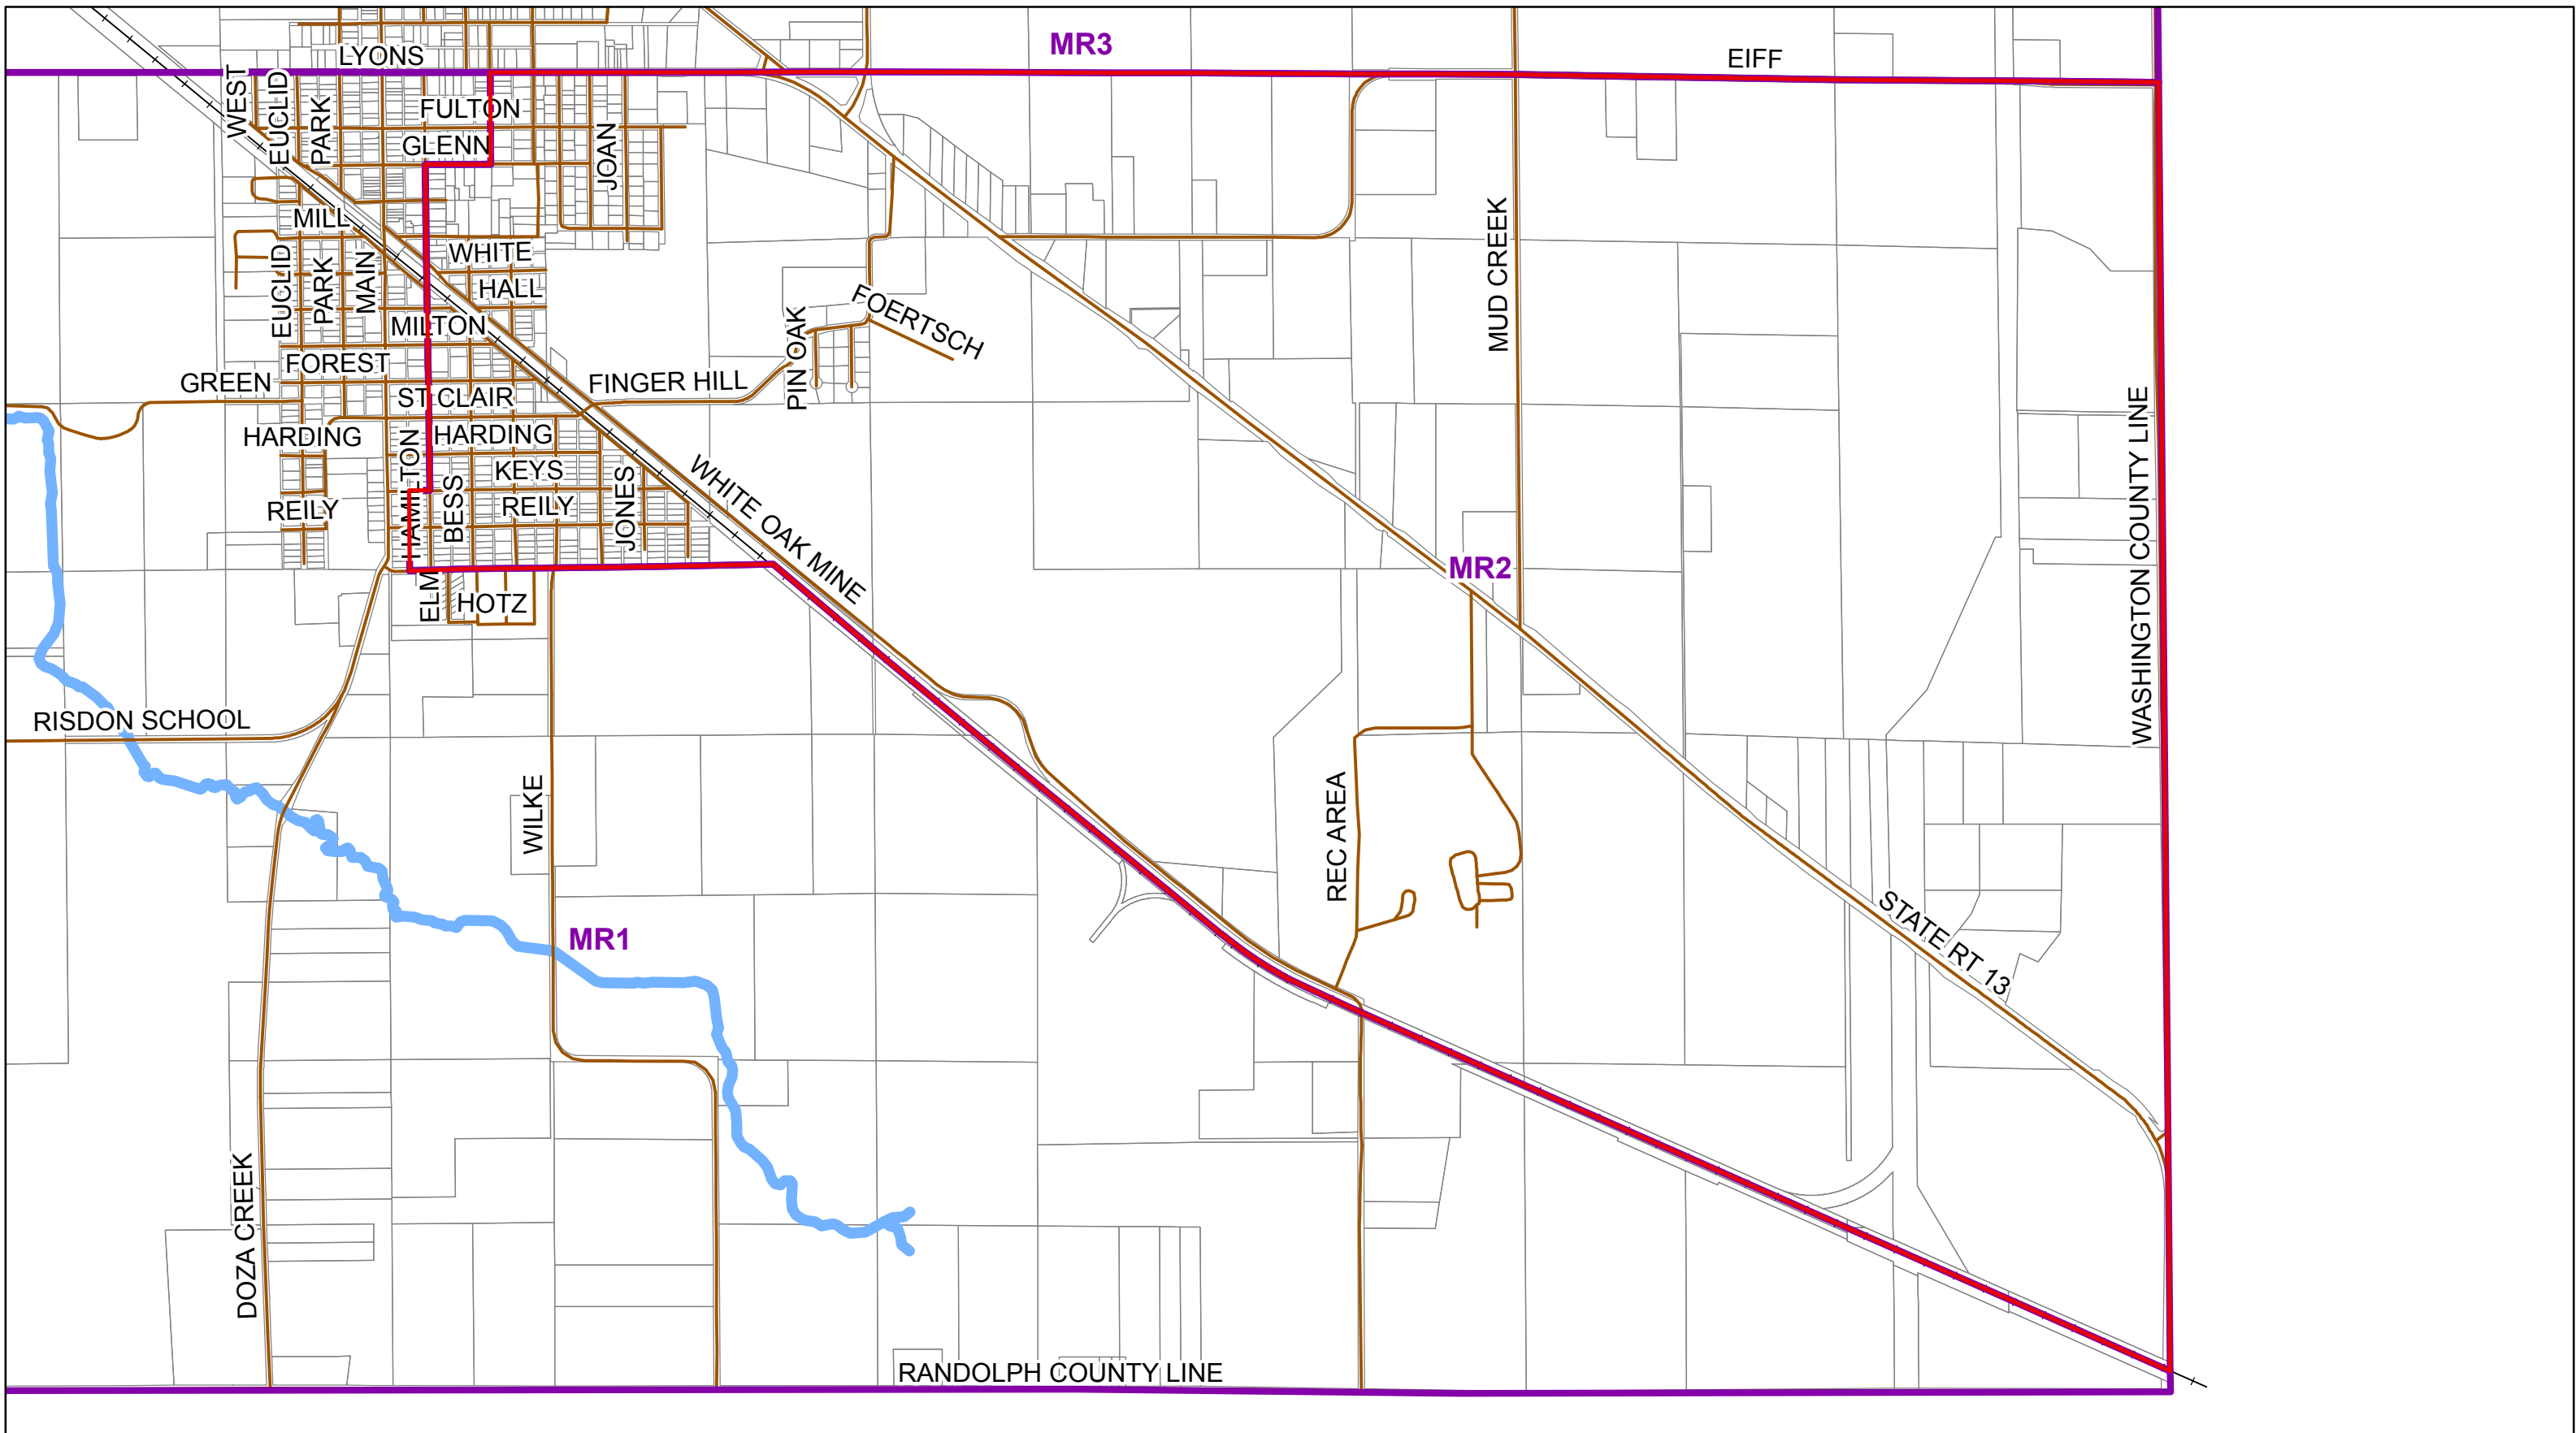 MR3
LYONS
EIFF
WEST
EUCLID
PARK
FULTON
GLENN
JOAN
MILL
WHITE
EUCLID
PARK
MAIN
HALL
MUD CREEK
FOERTSCH
PIN OAK
MILTON
FOREST
GREEN
FINGER HILL
ST CLAIR
HARDING
HARDING
HAMILTON
KEYS
BESS
REILY
REILY
JONES
WHITE OAK MINE
WASHINGTON COUNTY LINE
MR2
ELM
HOTZ
RISDON SCHOOL
WILKE
REC AREA
MR1
STATE RT 13
DOZA CREEK
RANDOLPH COUNTY LINE